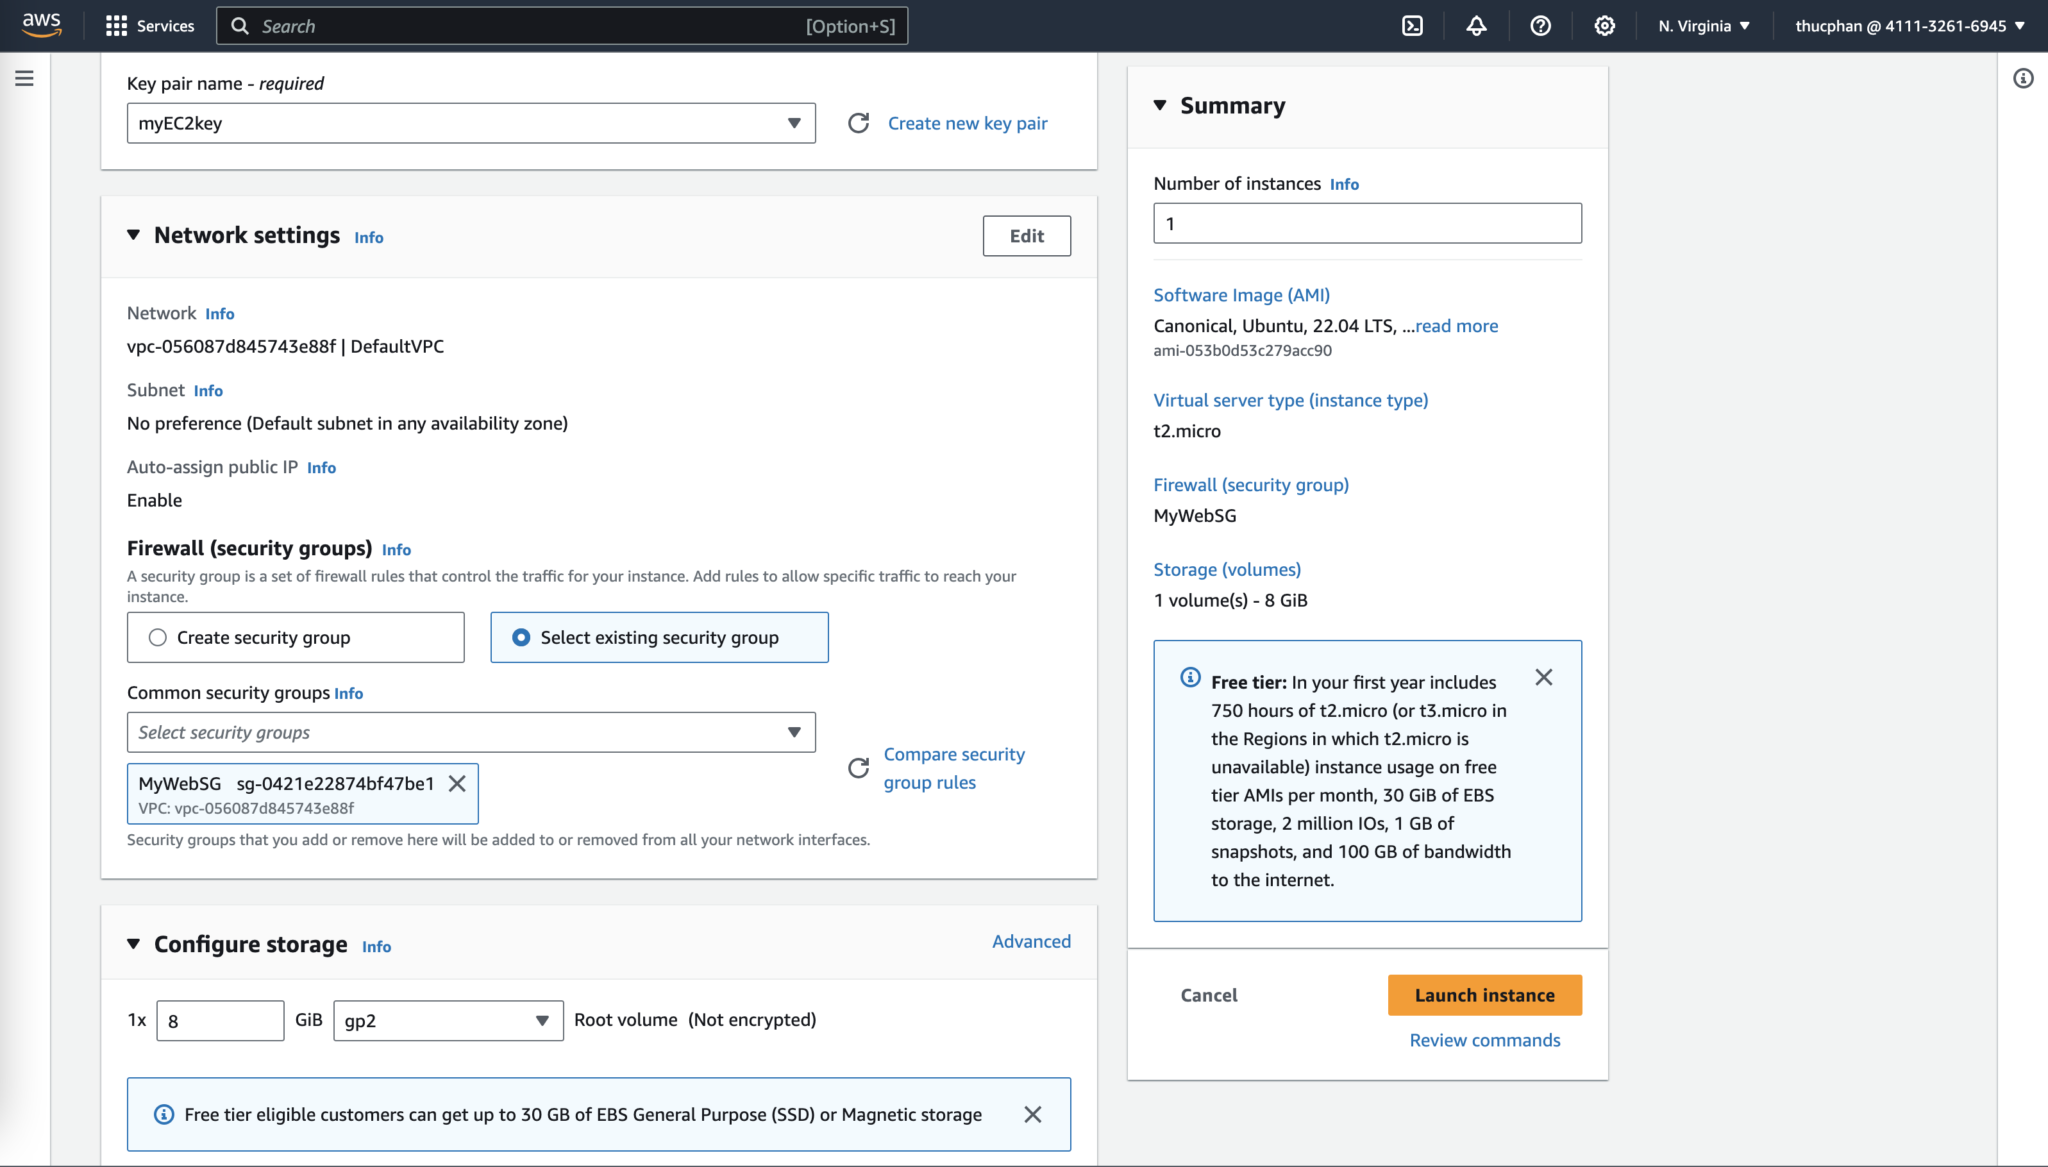 aws
Services
Search
[Option+S]
N. Virginia
thucphan @ 4111-3261-6945
Key pair name - required
myEC2key
Create new key pair
Network settings Info
Edit
Network Info
vpc-056087d845743e88f | DefaultVPC
Subnet Info
No preference (Default subnet in any availability zone)
Auto-assign public IP Info
Enable
Firewall (security groups) Info
A security group is a set of firewall rules that control the traffic for your instance. Add rules to allow specific traffic to reach your
instance.
Create security group
Select existing security group
Common security groups Info
Select security groups
Compare security
group rules
MyWebSG sg-0421e22874bf47be1
VPC: vpc-056087d845743e88f
Security groups that you add or remove here will be added to or removed from all your network interfaces.
Configure storage Info
Advanced
1x
8
GiB
gp2
Root volume (Not encrypted)
Free tier eligible customers can get up to 30 GB of EBS General Purpose (SSD) or Magnetic storage
Summary
Number of instances Info
1
Software Image (AMI)
Canonical, Ubuntu, 22.04 LTS, ...read more
ami-053b0d53c279acc90
Virtual server type (instance type)
t2.micro
Firewall (security group)
MyWebSG
Storage (volumes)
1 volume(s) - 8 GiB
Free tier: In your first year includes
750 hours of t2.micro (or t3.micro in
the Regions in which t2.micro is
unavailable) instance usage on free
tier AMIs per month, 30 GiB of EBS
storage, 2 million IOs, 1 GB of
snapshots, and 100 GB of bandwidth
to the internet.
Cancel
Launch instance
Review commands